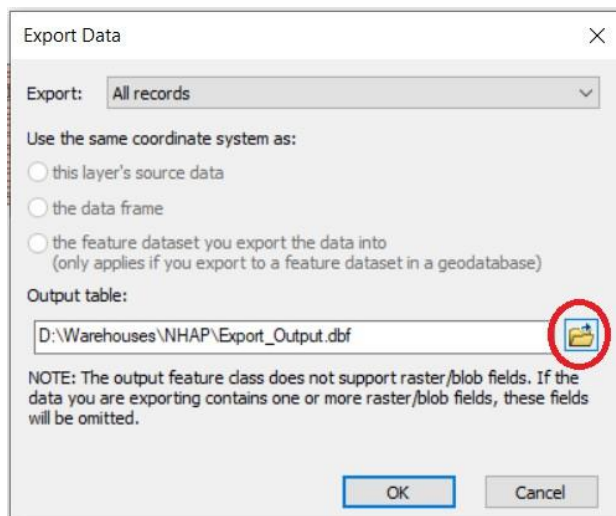 Export Data
Export: All records
Use the same coordinate system as:
this layer's source data
the data frame
the feature dataset you export the data into
(only applies if you export to a feature dataset in a geodatabase)
Output table:
D:\Warehouses\NHAP\Export_Output.dbf
NOTE: The output feature class does not support raster/blob fields. If the
data you are exporting contains one or more raster/blob fields, these fields
will be omitted.
OK Cancel